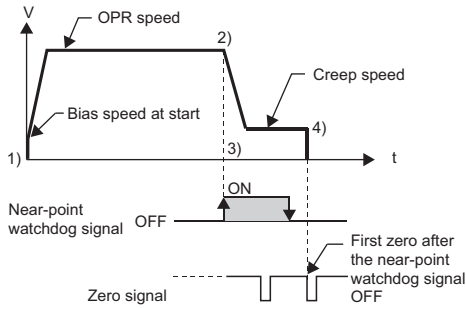 V
OPR speed
2)
Creep speed
Bias speed at start
4)
1)
3)
t
ON
Near-point
watchdog signal
OFF
First zero after
the near-point
watchdog signal
OFF
Zero signal